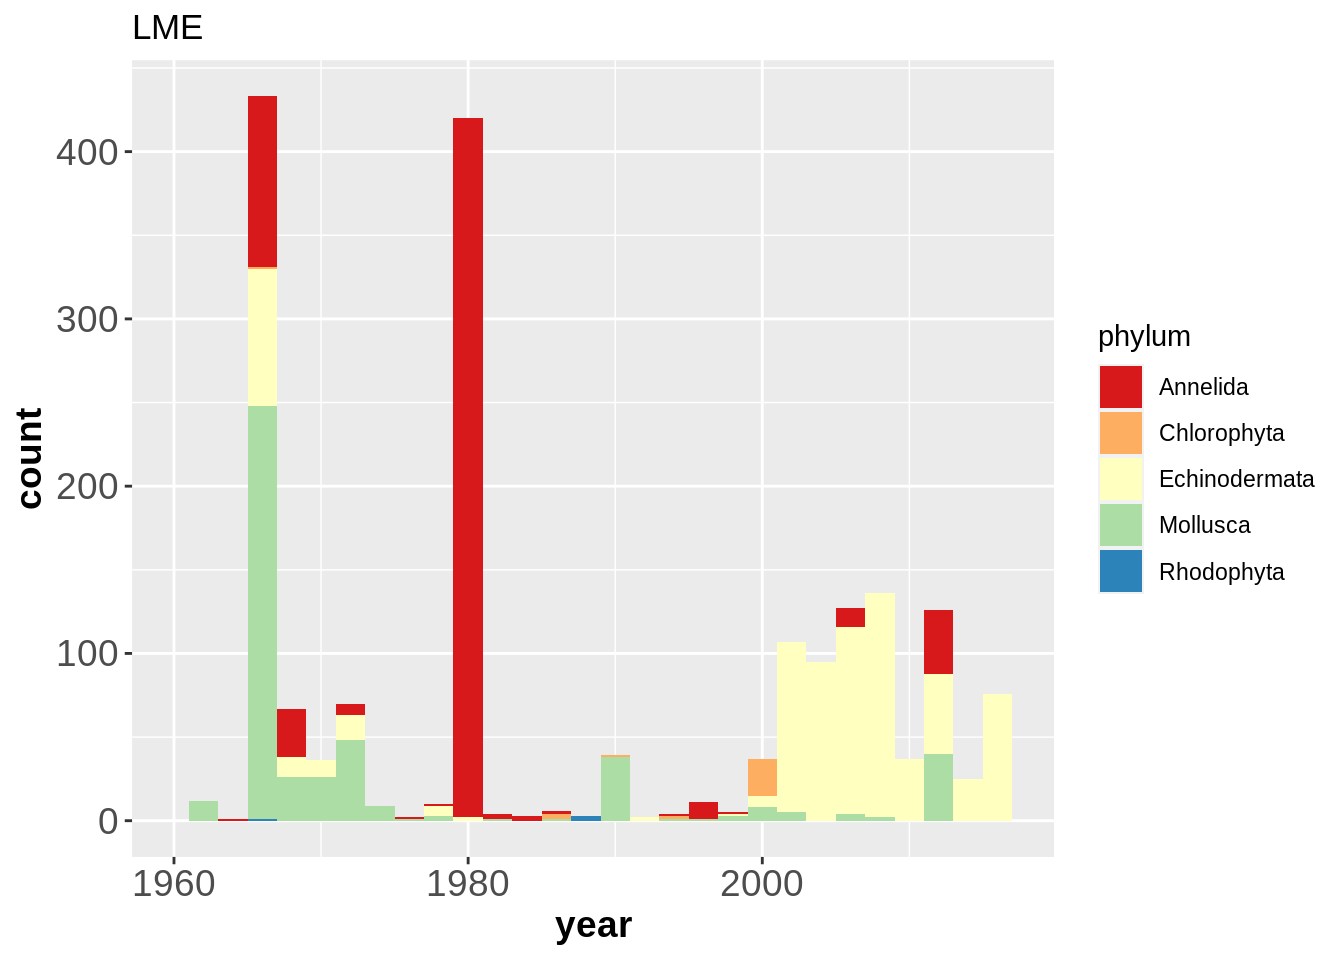 LME
400
300
200
100
0
count
1960
1980
2000
year
phylum
Annelida
Chlorophyta
Echinodermata
Mollusca
Rhodophyta